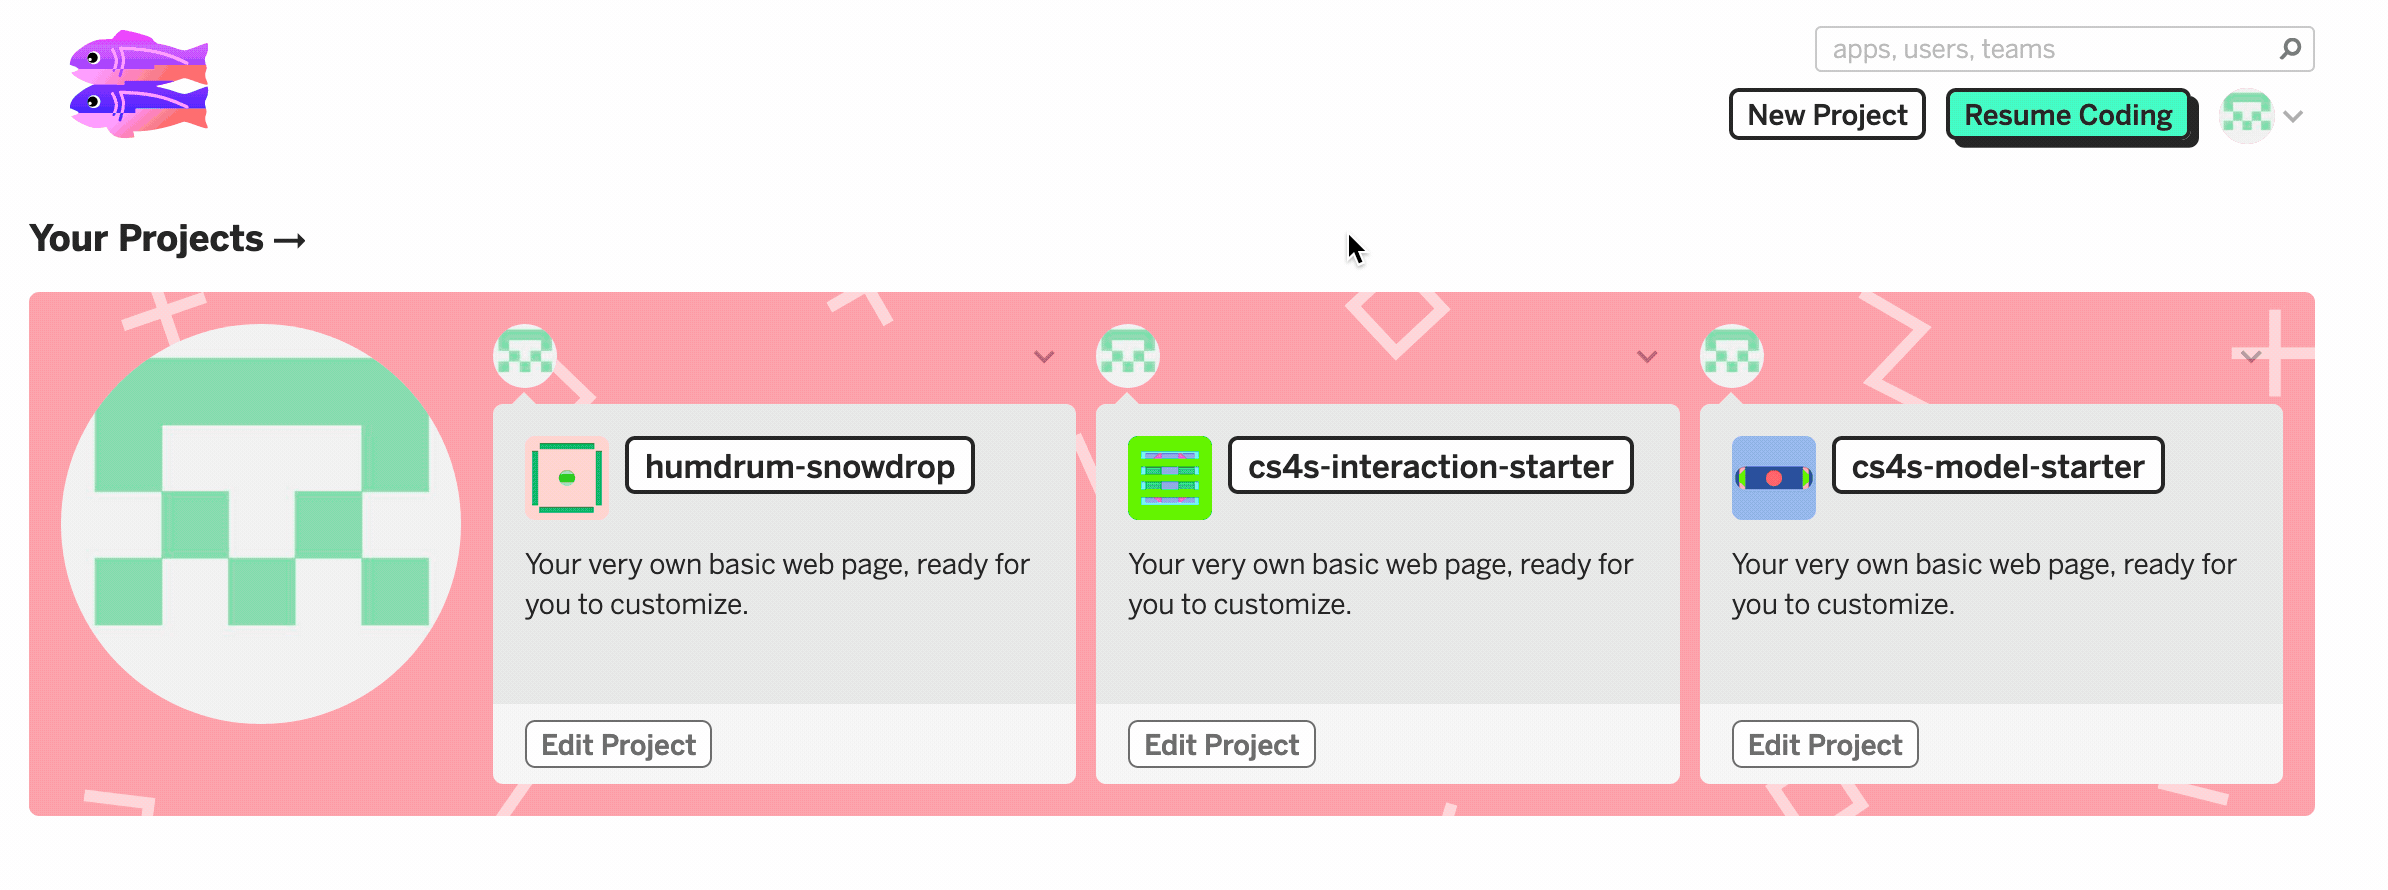 apps, users, teams
New Project
Resume Coding
Your Projects →
humdrum-snowdrop
Your very own basic web page, ready for
you to customize.
Edit Project
cs4s-interaction-starter
Your very own basic web page, ready for
you to customize.
Edit Project
cs4s-model-starter
Your very own basic web page, ready for
you to customize.
Edit Project